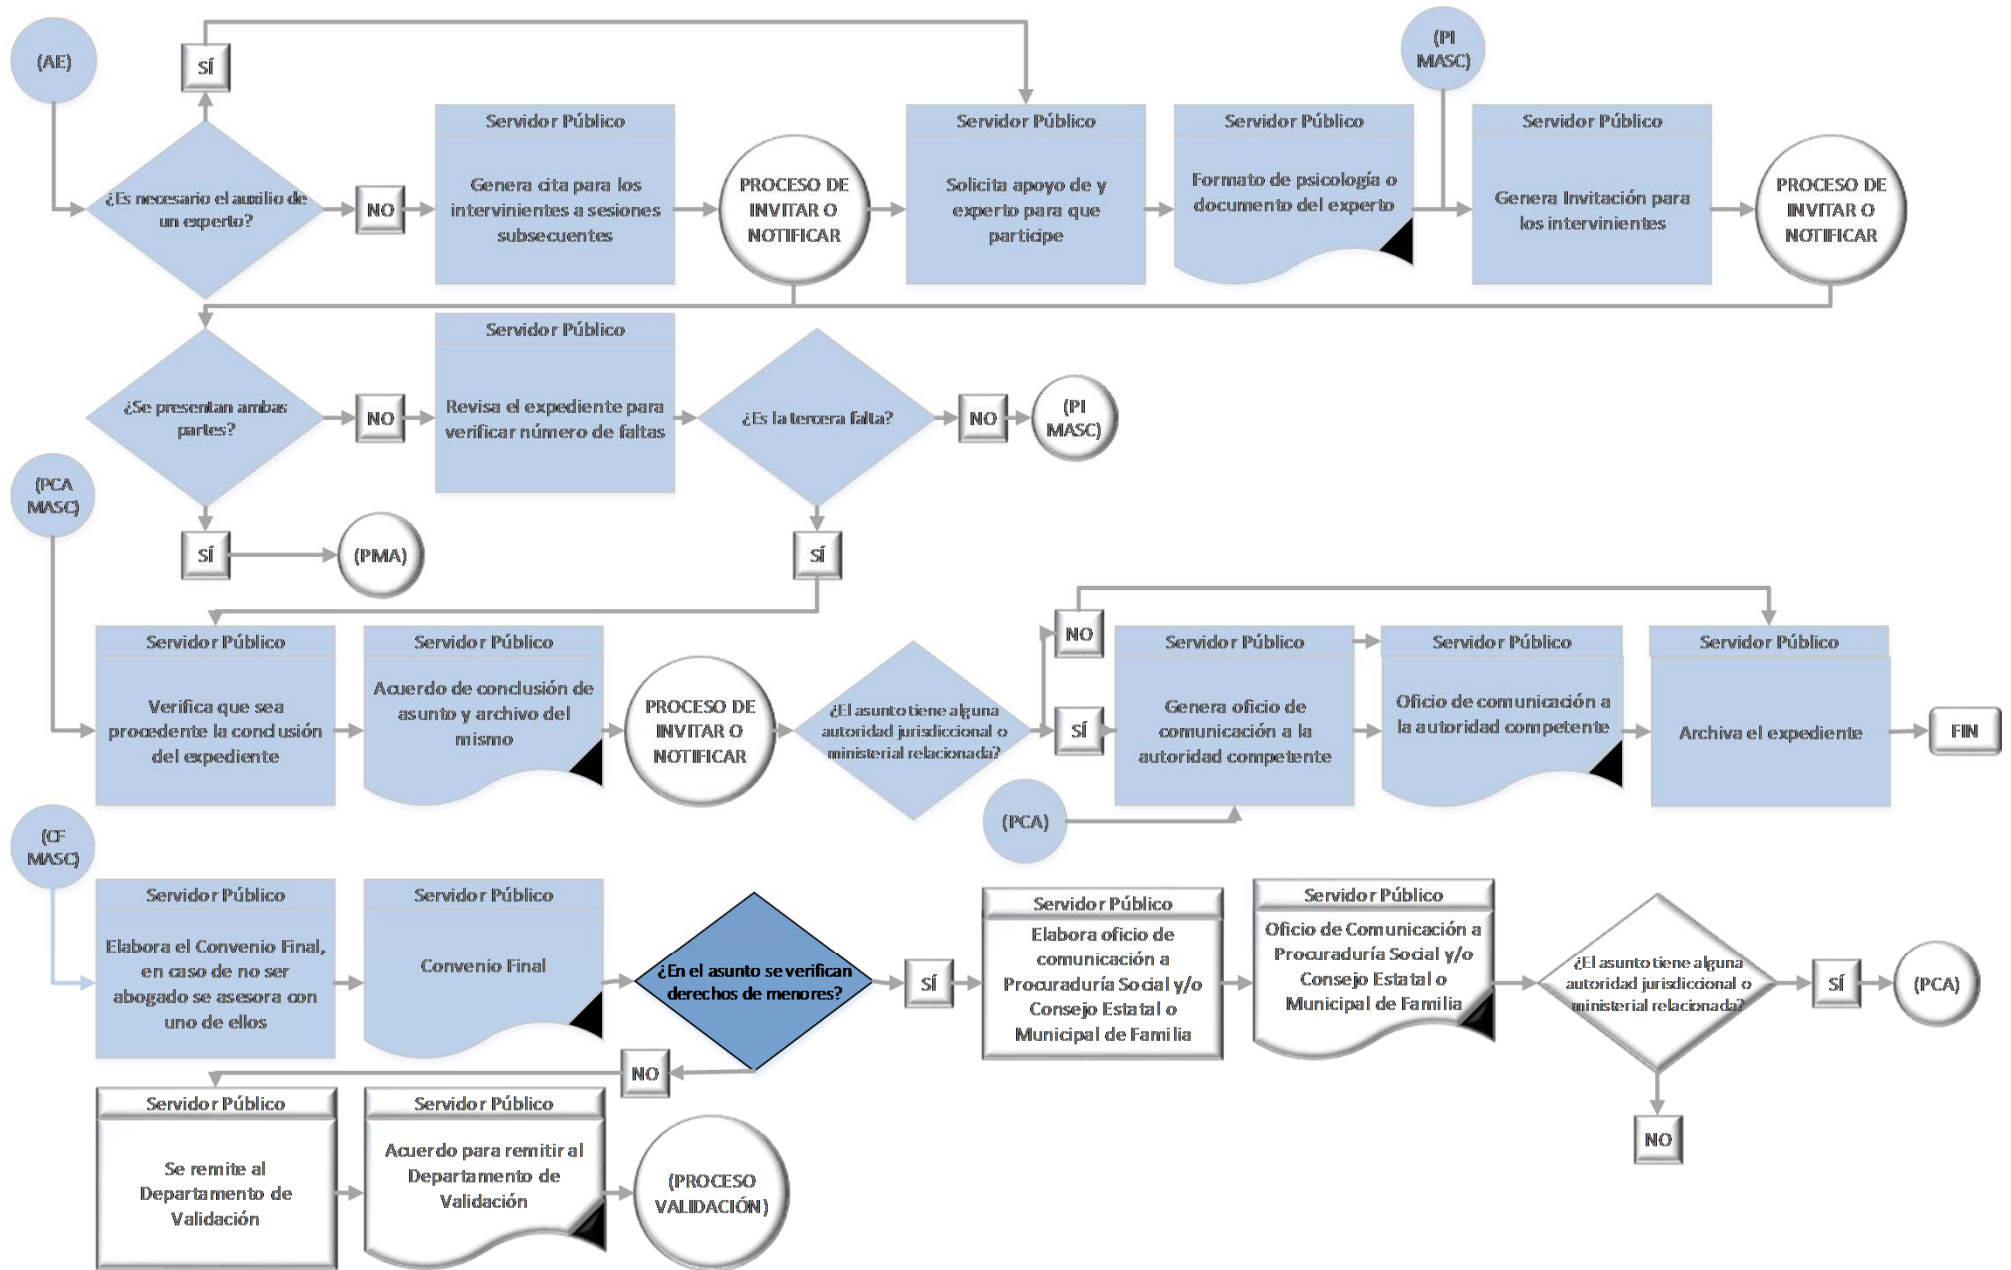 (AE)
SÍ
(PI
MASC)
¿Es necesario el auxilio de
un experto?
NO
Servidor Público
Genera cita para los
intervinientes a sesiones
subsecuentes
PROCESO DE
INVITAR O
NOTIFICAR
Servidor Público
Solicita apoyo de y
experto para que
participe
Servidor Público
Formato de psicología o
documento del experto
Servidor Público
Genera Invitación para
los intervinientes
PROCESO DE
INVITAR O
NOTIFICAR
¿Se presentan ambas
partes?
NO
Servidor Público
Revisa el expediente para
verificar número de faltas
¿Es la tercera falta?
NO
(PI
MASC)
(PCA
MASC)
SÍ
(PMA)
SÍ
Servidor Público
Verifica que sea
procedente la conclusión
del expediente
Servidor Público
Acuerdo de conclusión de
asunto y archivo del
mismo
PROCESO DE
INVITAR O
NOTIFICAR
¿El asunto tiene alguna
autoridad jurisdiccional o
ministerial relacionada?
NO
SÍ
Servidor Público
Genera oficio de
comunicación a la
autoridad competente
Servidor Público
Oficio de comunicación a
la autoridad competente
Servidor Público
Archiva el expediente
FIN
(PCA)
(CF
MASC)
Servidor Público
Elabora el Convenio Final,
en caso de no ser
abogado se asesora con
uno de ellos
Servidor Público
Convenio Final
¿En el asunto se verifican
derechos de menores?
SÍ
Servidor Público
Elabora oficio de
comunicación a
Procuraduría Social y/o
Consejo Estatal o
Municipal de Familia
Servidor Público
Oficio de Comunicación a
Procuraduría Social y/o
Consejo Estatal o
Municipal de Familia
¿El asunto tiene alguna
autoridad jurisdiccional o
ministerial relacionada?
SÍ
(PCA)
NO
NO
Servidor Público
Se remite al
Departamento de
Validación
Servidor Público
Acuerdo para remitir al
Departamento de
Validación
(PROCESO
VALIDACIÓN)